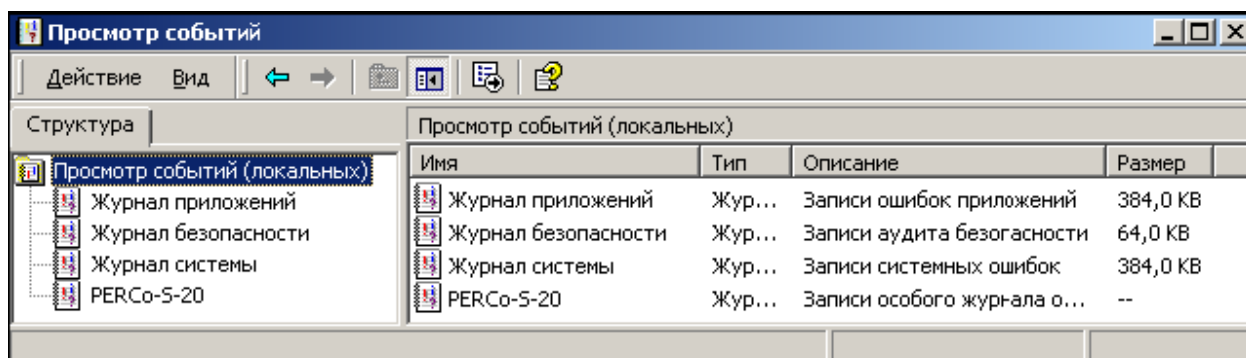 Просмотр событий
Действие Вид
Структура Просмотр событий (локальных)
Просмотр событий (локальных) Имя Тип Описание Размер
Журнал приложений Журнал приложений Жур... Записи ошибок приложений 384,0 KB
Журнал безопасности Журнал безопасности Жур... Записи аудита безогасности 64,0 KB
Журнал системы Журнал системы Жур... Записи системных ошибок 384,0 KB
PERCo-S-20 PERCo-S-20 Жур... Записи особого журнала о... --